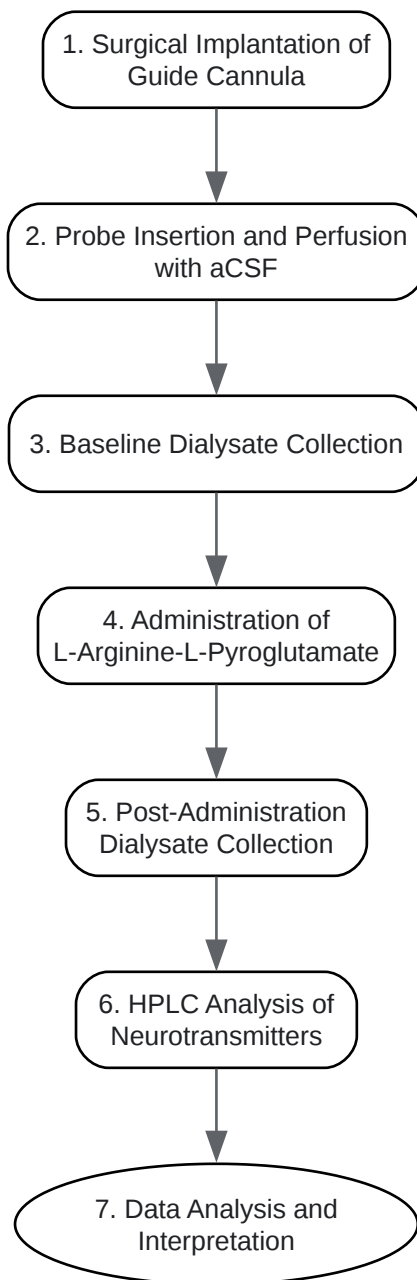 1. Surgical Implantation of
Guide Cannula
2. Probe Insertion and Perfusion
with aCSF
3. Baseline Dialysate Collection
4. Administration of
L-Arginine-L-Pyroglutamate
5. Post-Administration
Dialysate Collection
6. HPLC Analysis of
Neurotransmitters
7. Data Analysis and
Interpretation